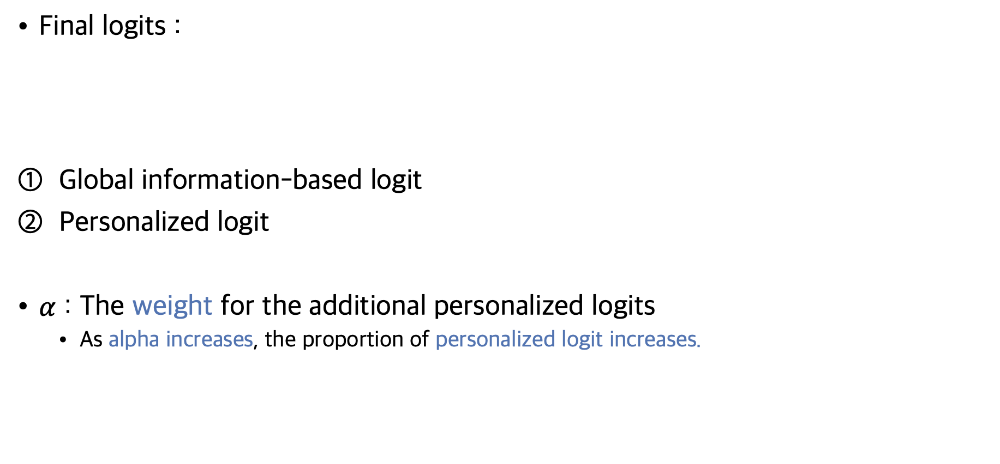 • Final logits :
① Global information-based logit
② Personalized logit
• α : The weight for the additional personalized logits
• As alpha increases, the proportion of personalized logit increases.